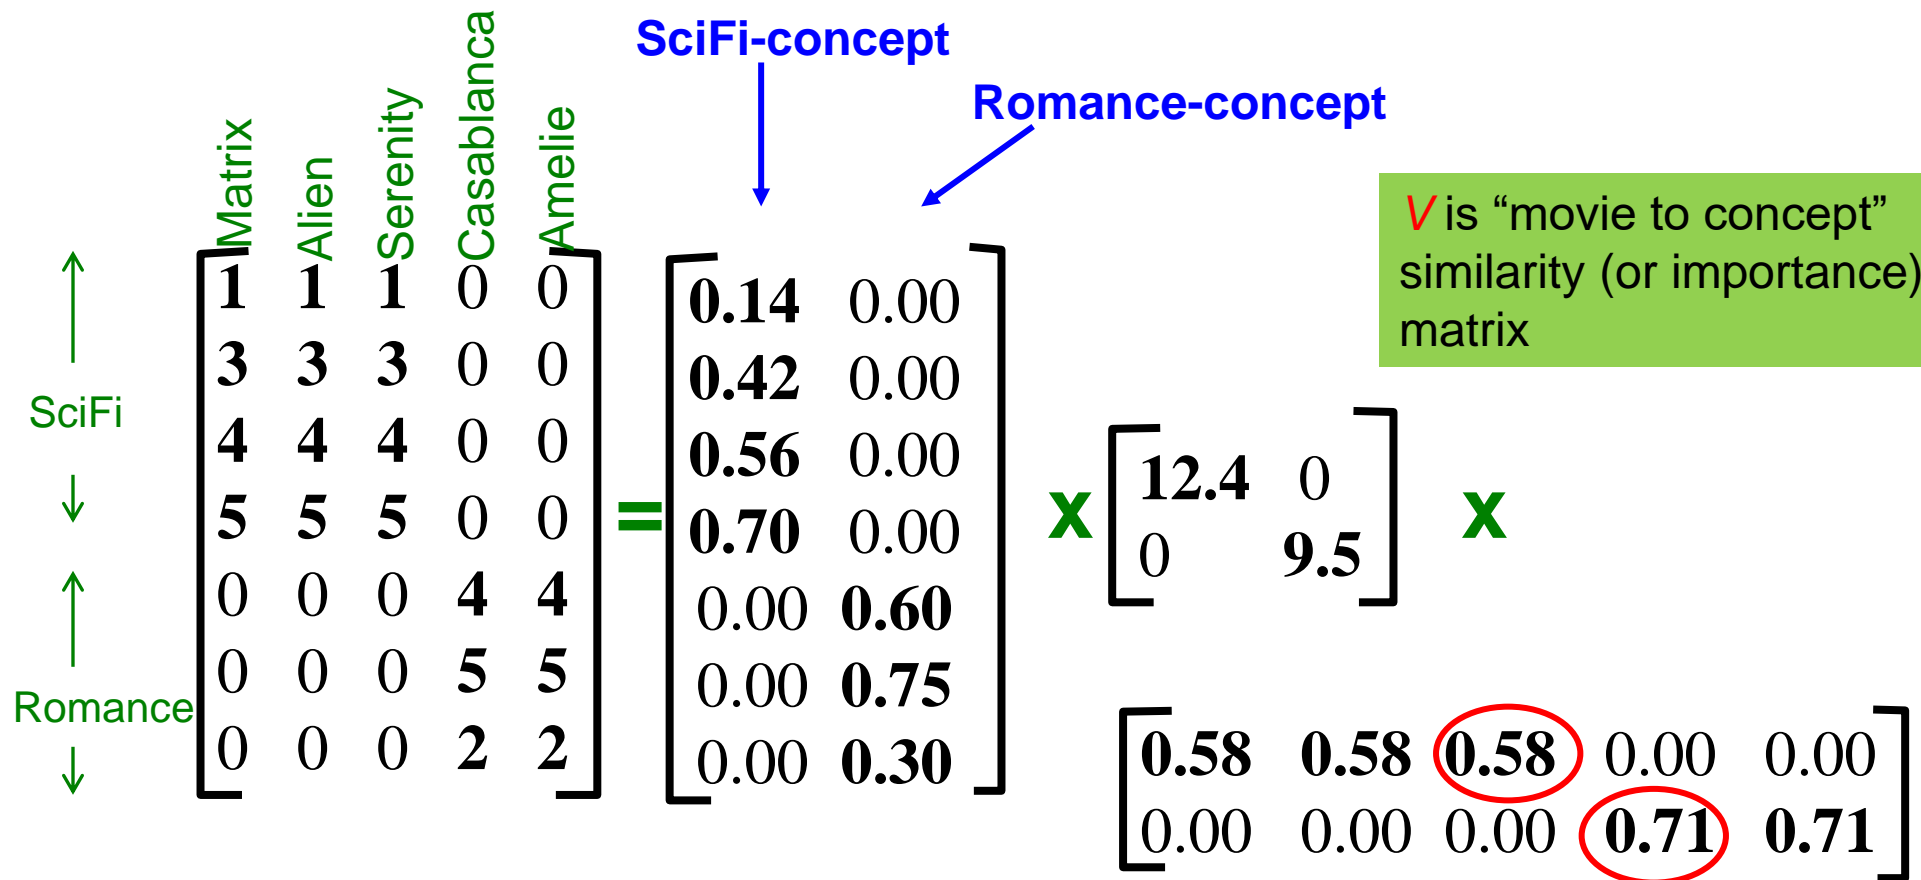 SciFi-concept
Romance-concept
Matrix
Alien
Serenity
Casablanca
Amelie
V is “movie to concept”
similarity (or importance)
matrix
SciFi
Romance
1 1 1 0 0
3 3 3 0 0
4 4 4 0 0
5 5 5 0 0
0 0 0 4 4
0 0 0 5 5
0 0 0 2 2
=
0.14 0.00
0.42 0.00
0.56 0.00
0.70 0.00
0.00 0.60
0.00 0.75
0.00 0.30
x
12.4 0
0 9.5
x
0.58 0.58 0.58 0.00 0.00
0.00 0.00 0.00 0.71 0.71